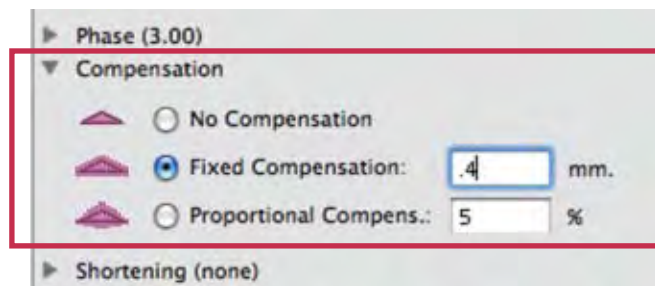 Phase (3.00)
Compensation
No Compensation
Fixed Compensation: .4 mm.
Proportional Compens.: 5 %
Shortening (none)